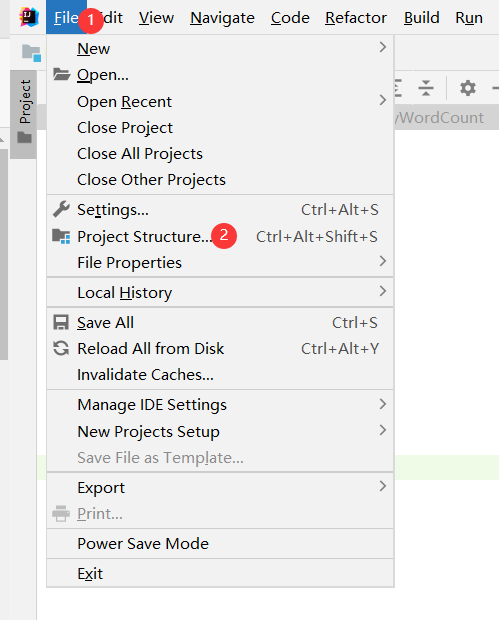 File 1 Edit View Navigate Code Refactor Build Run
New
Open...
Open Recent
Close Project
Close All Projects
Close Other Projects
Settings... Ctrl+Alt+S
Project Structure... 2 Ctrl+Alt+Shift+S
File Properties
Local History
Save All Ctrl+S
Reload All from Disk Ctrl+Alt+Y
Invalidate Caches...
Manage IDE Settings
New Projects Setup
Save File as Template...
Export
Print...
Power Save Mode
Exit
Project
yWordCount